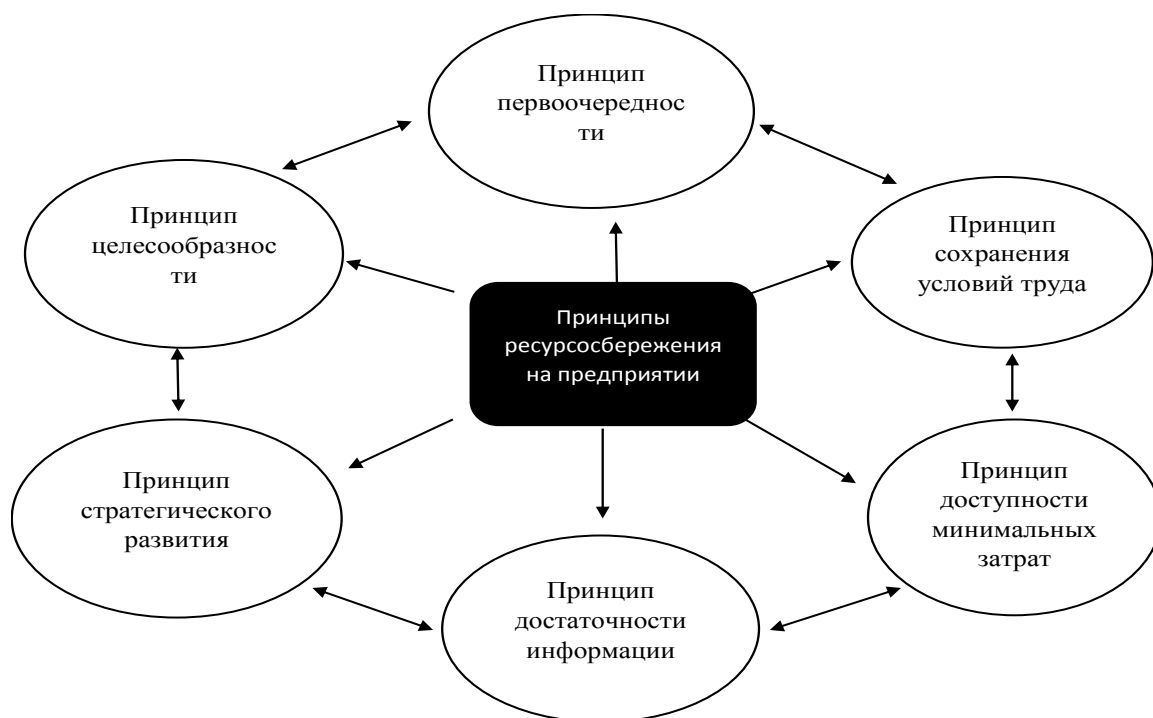 Принцип
первоочереднос
ти
Принцип
целесообразнос
ти
Принцип
сохранения
условий труда
Принципы
ресурсосбережения
на предприятии
Принцип
стратегического
развития
Принцип
доступности
минимальных
затрат
Принцип
достаточности
информации